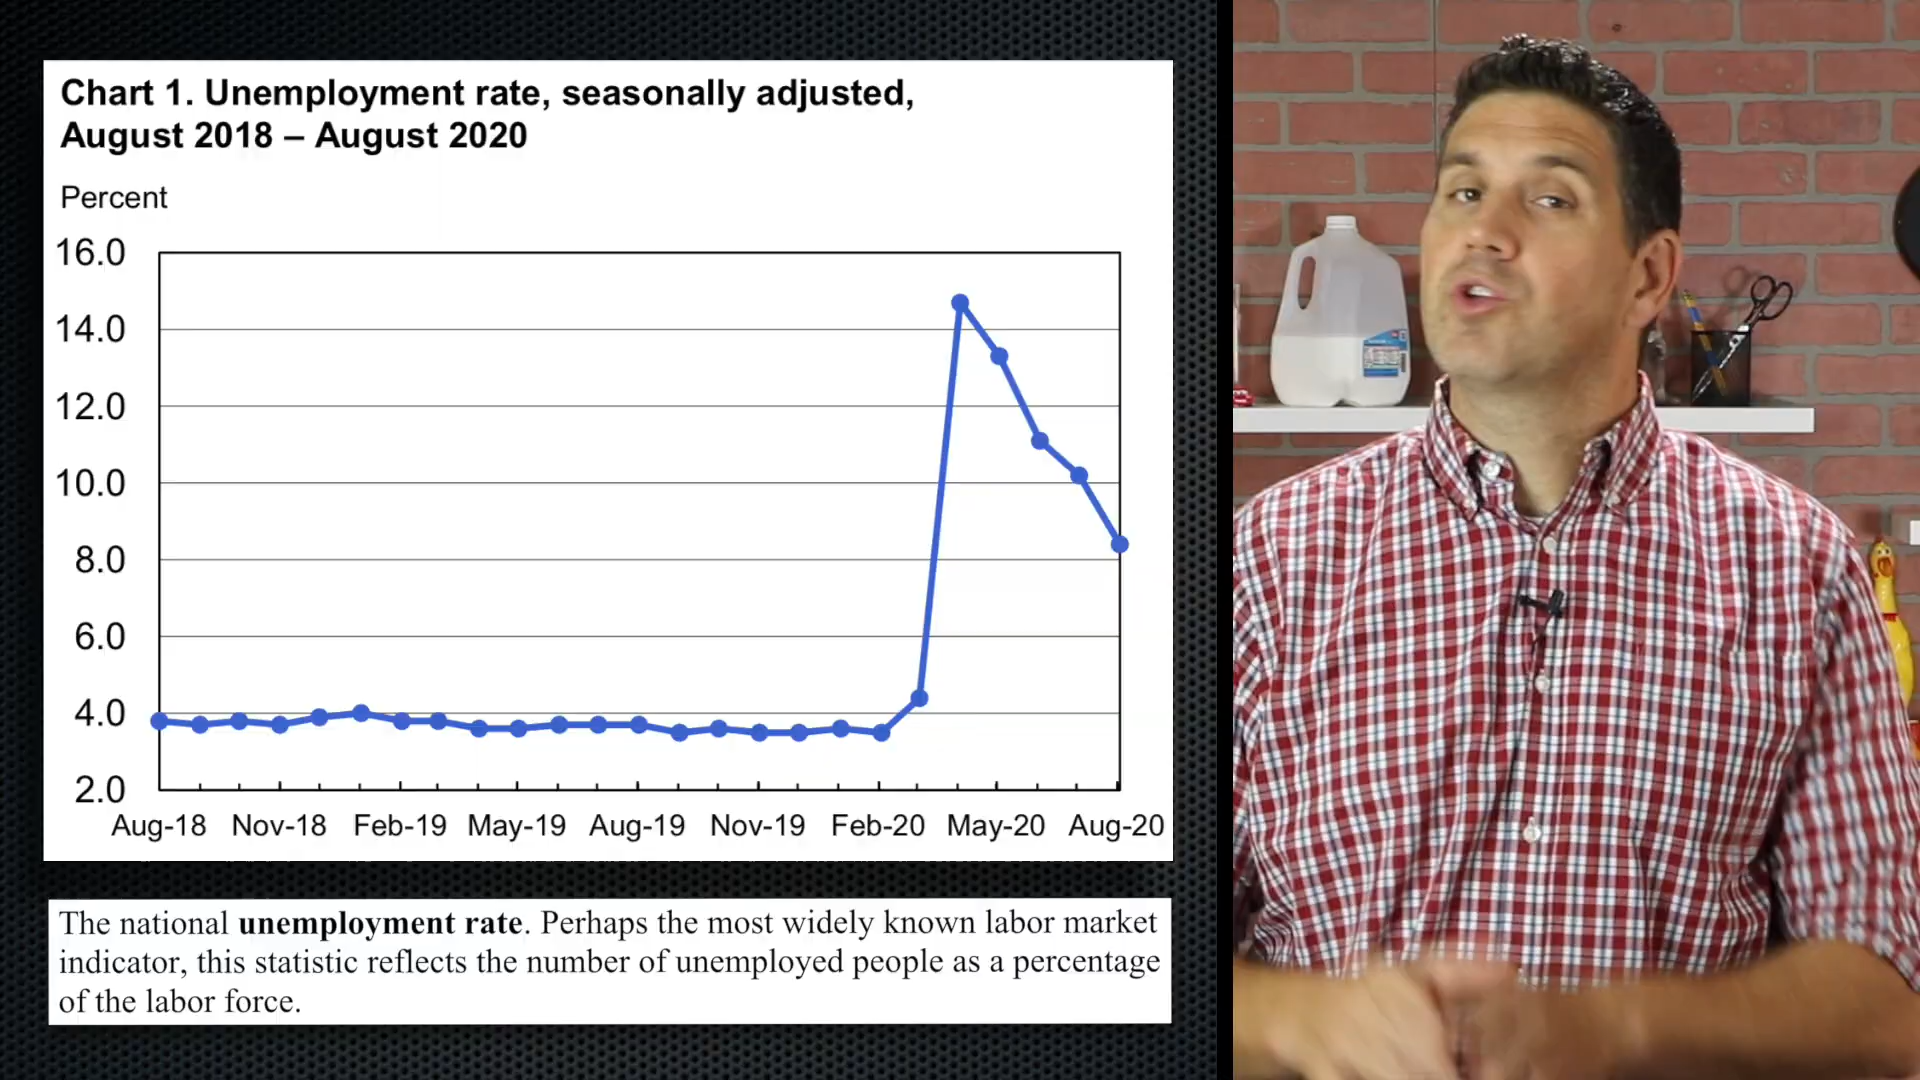 Chart 1. Unemployment rate, seasonally adjusted,
August 2018 – August 2020
Percent
16.0
14.0
12.0
10.0
8.0
6.0
4.0
2.0
Aug-18 Nov-18 Feb-19 May-19 Aug-19 Nov-19 Feb-20 May-20 Aug-20
The national unemployment rate. Perhaps the most widely known labor market
indicator, this statistic reflects the number of unemployed people as a percentage
of the labor force.